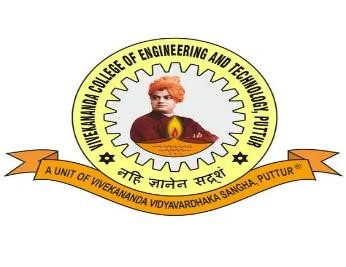 VIVEKANANDA COLLEGE OF ENGINEERING AND TECHNOLOGY, PUTTUR
नहि ज्ञानेन सदृशं
A UNIT OF VIVEKANANDA VIDYAVARDHAKA SANGHA, PUTTUR ®